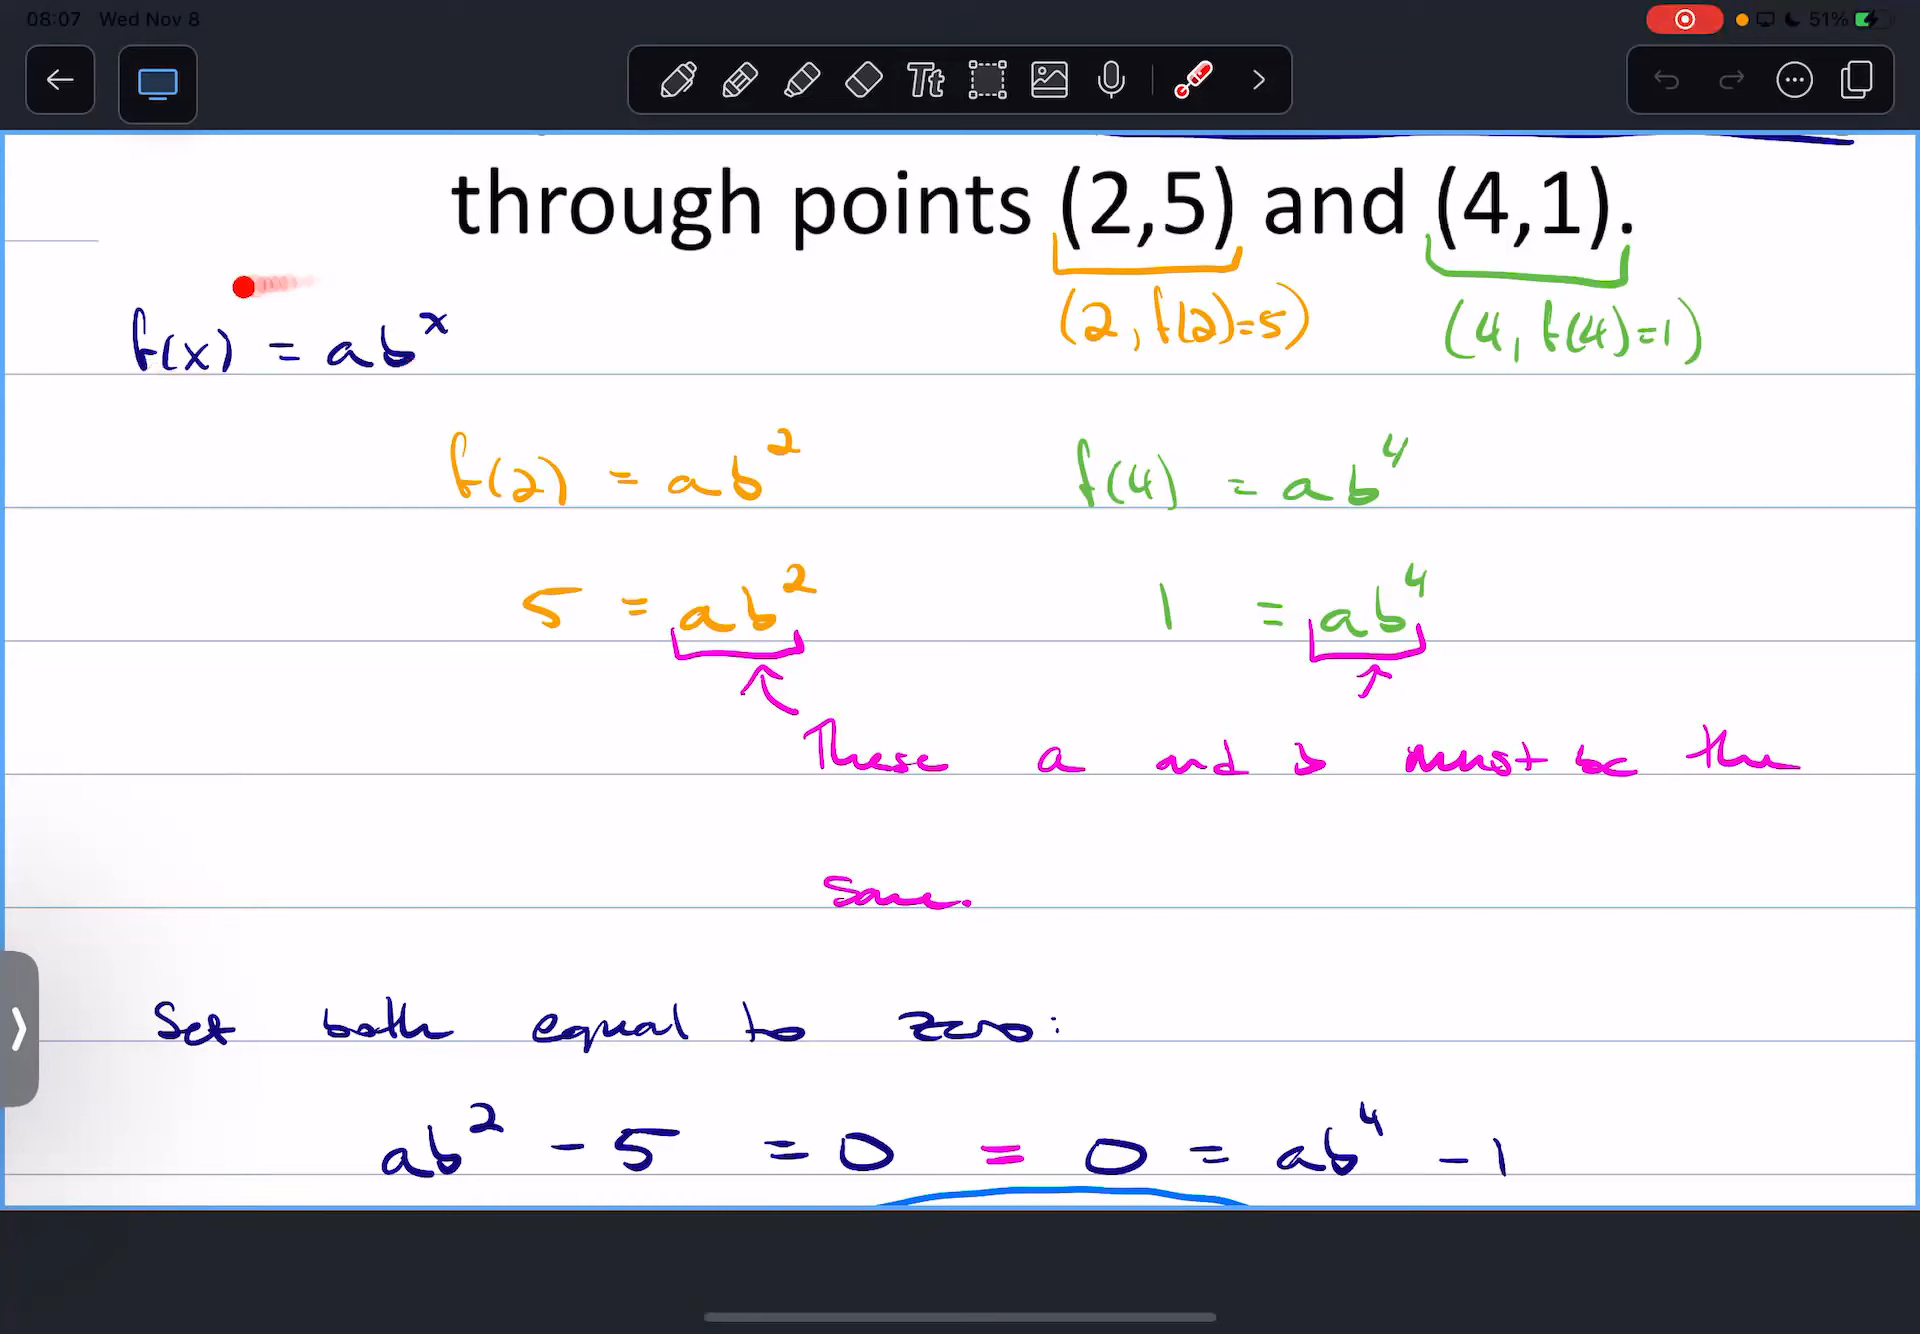 08:07 Wed Nov 8
51%
Tt
through points (2,5) and (4,1).
(2, f(2)=5) (4, f(4)=1)
f(x) = ab^x
f(2) = ab^2 f(4) = ab^4
5 = ab^2 1 = ab^4
These a and b must be the
same.
Set both equal to zero:
ab^2 - 5 = 0 = 0 = ab^4 - 1